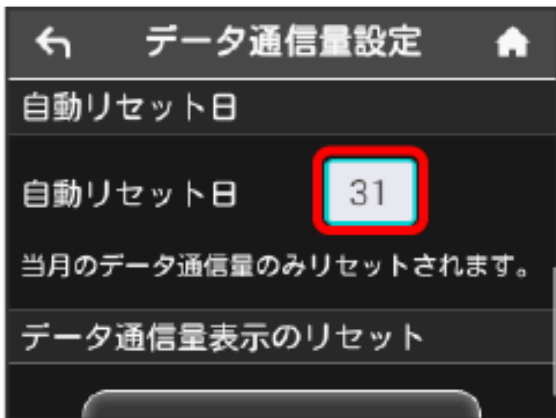 データ通信量設定
自動リセット日
自動リセット日 31
当月のデータ通信量のみリセットされます。
データ通信量表示のリセット